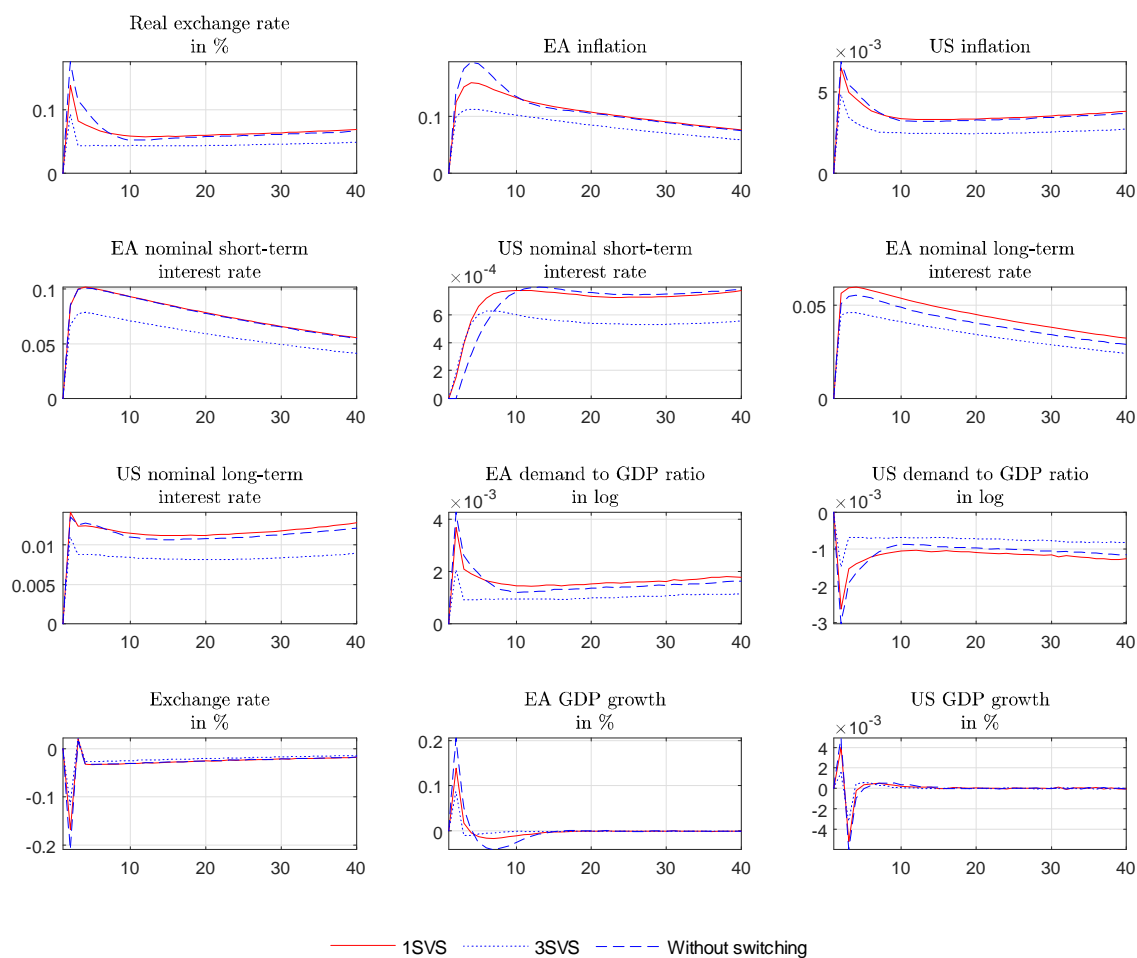 Real exchange rate
in %
EA inflation
US inflation
×10⁻³
0.1
0
10 20 30 40
0.1
0
10 20 30 40
5
0
10 20 30 40
EA nominal short-term
interest rate
US nominal short-term
interest rate
×10⁻⁴
EA nominal long-term
interest rate
0.1
0.05
0
10 20 30 40
6
4
2
0
10 20 30 40
0.05
0
10 20 30 40
US nominal long-term
interest rate
EA demand to GDP ratio
in log
×10⁻³
US demand to GDP ratio
in log
×10⁻³
0.01
0.005
0
10 20 30 40
4
2
0
10 20 30 40
0
-1
-2
-3
10 20 30 40
Exchange rate
in %
EA GDP growth
in %
US GDP growth
in %
×10⁻³
0
-0.1
-0.2
10 20 30 40
0.2
0.1
0
10 20 30 40
4
2
0
-2
-4
10 20 30 40
1SVS 3SVS Without switching